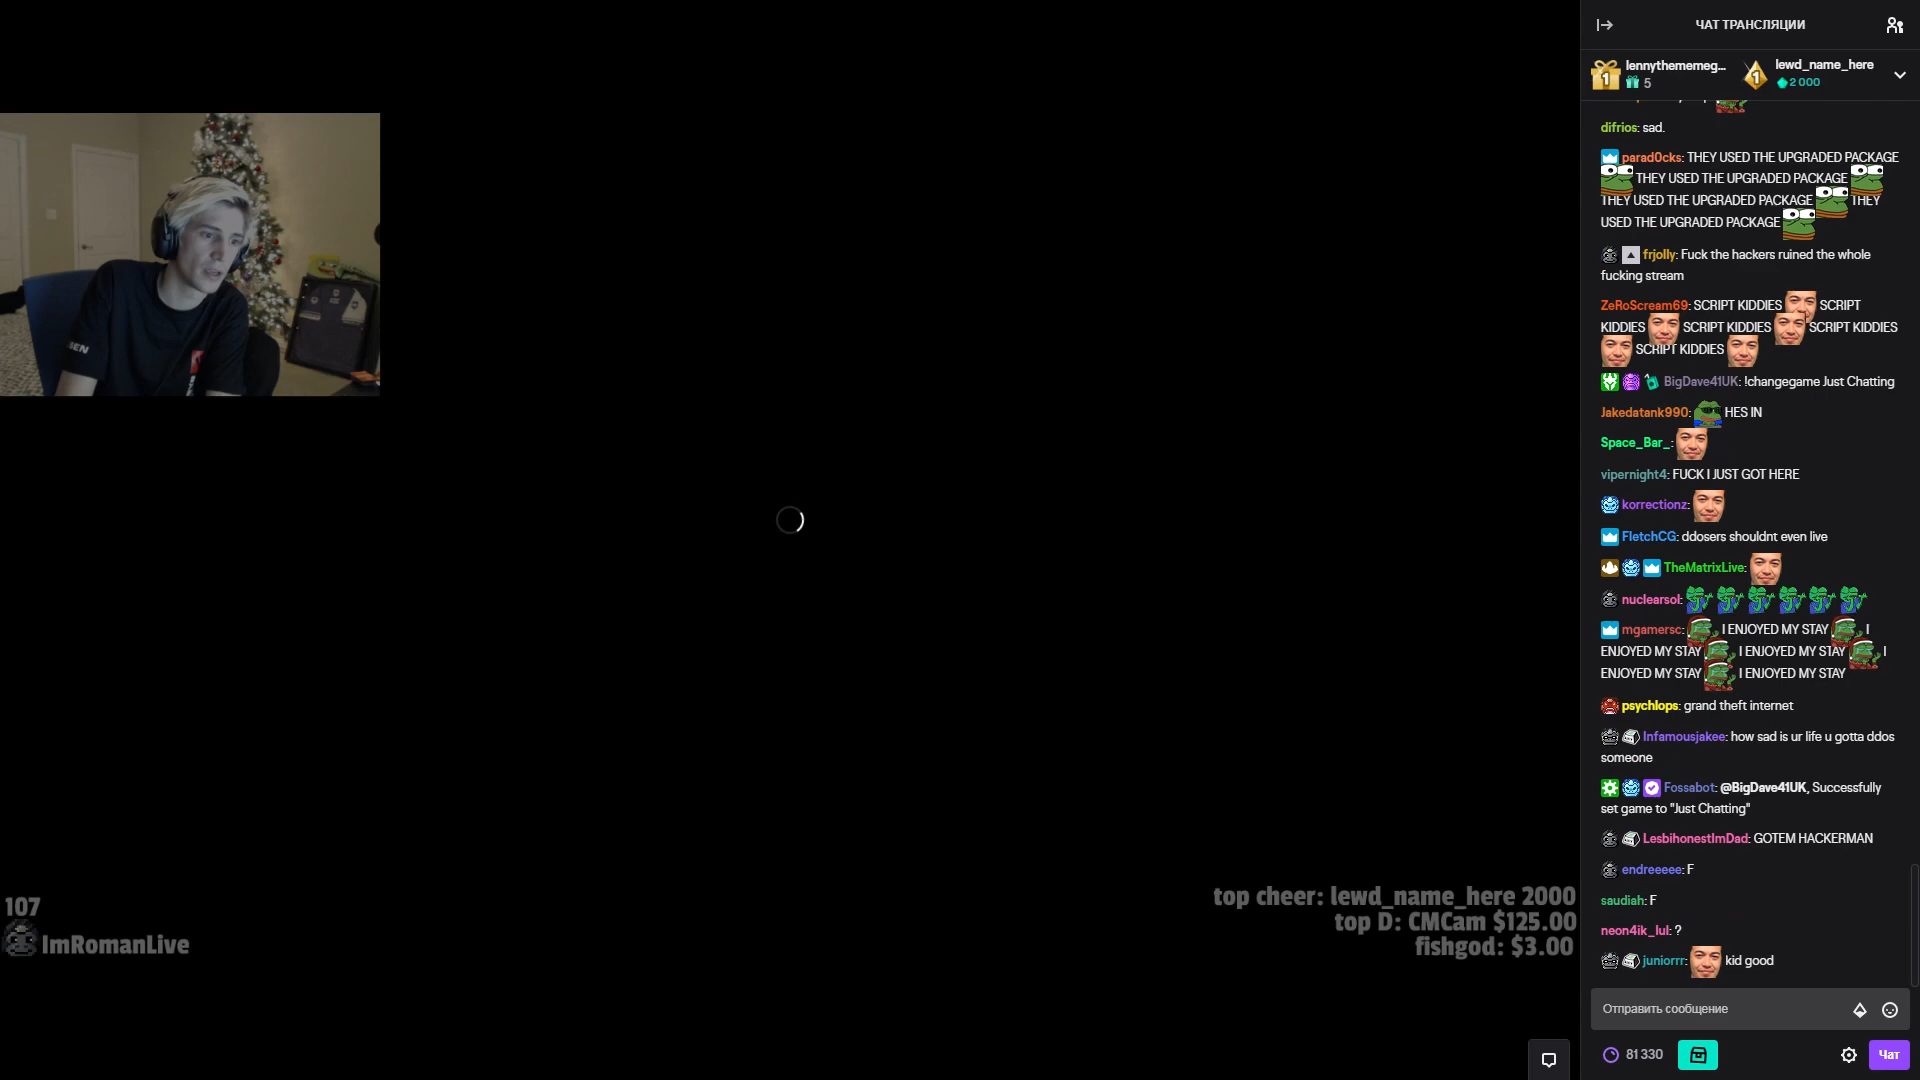 107
ImRomanLive
top cheer: lewd_name_here 2000
top D: CMCam $125.00
fishgod: $3.00
ЧАТ ТРАНСЛЯЦИИ
lennythememeg...
5
lewd_name_here
2 000
difrios: sad.
parad0cks: THEY USED THE UPGRADED PACKAGE
THEY USED THE UPGRADED PACKAGE
THEY USED THE UPGRADED PACKAGE THEY
USED THE UPGRADED PACKAGE
frjolly: Fuck the hackers ruined the whole
fucking stream
ZeRoScream69: SCRIPT KIDDIES SCRIPT
KIDDIES SCRIPT KIDDIES SCRIPT KIDDIES
SCRIPT KIDDIES
BigDave41UK: !changegame Just Chatting
Jakedatank990: HES IN
Space_Bar_:
vipernight4: FUCK I JUST GOT HERE
korrectionz:
FletchCG: ddosers shouldnt even live
TheMatrixLive:
nuclearsol:
mgamersc: I ENJOYED MY STAY I
ENJOYED MY STAY I ENJOYED MY STAY I
ENJOYED MY STAY I ENJOYED MY STAY
psychlops: grand theft internet
Infamousjakee: how sad is ur life u gotta ddos
someone
Fossabot: @BigDave41UK, Successfully
set game to "Just Chatting"
LesbihonestImDad: GOTEM HACKERMAN
endreeeee: F
saudiah: F
neon4ik_lul: ?
juniorrr: kid good
Отправить сообщение
81 330
Чат